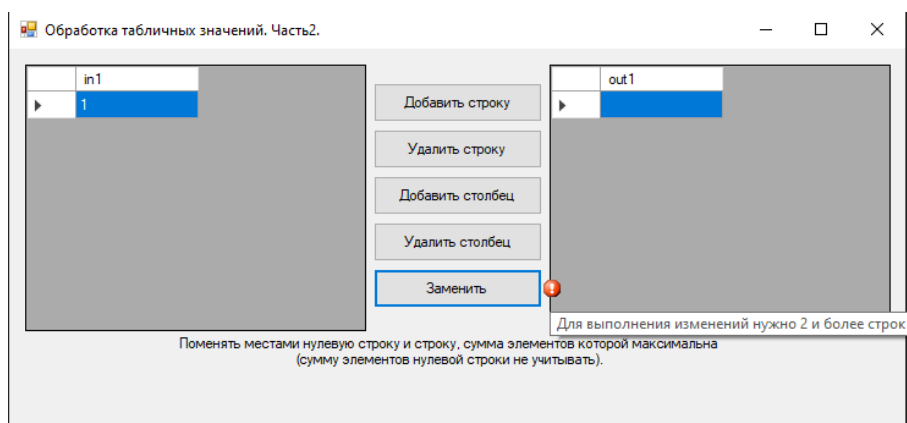 Обработка табличных значений. Часть2.
in1
1
Добавить строку
Удалить строку
Добавить столбец
Удалить столбец
Заменить
out1
Для выполнения изменений нужно 2 и более строк
Поменять местами нулевую строку и строку, сумма элементов которой максимальна
(сумму элементов нулевой строки не учитывать).